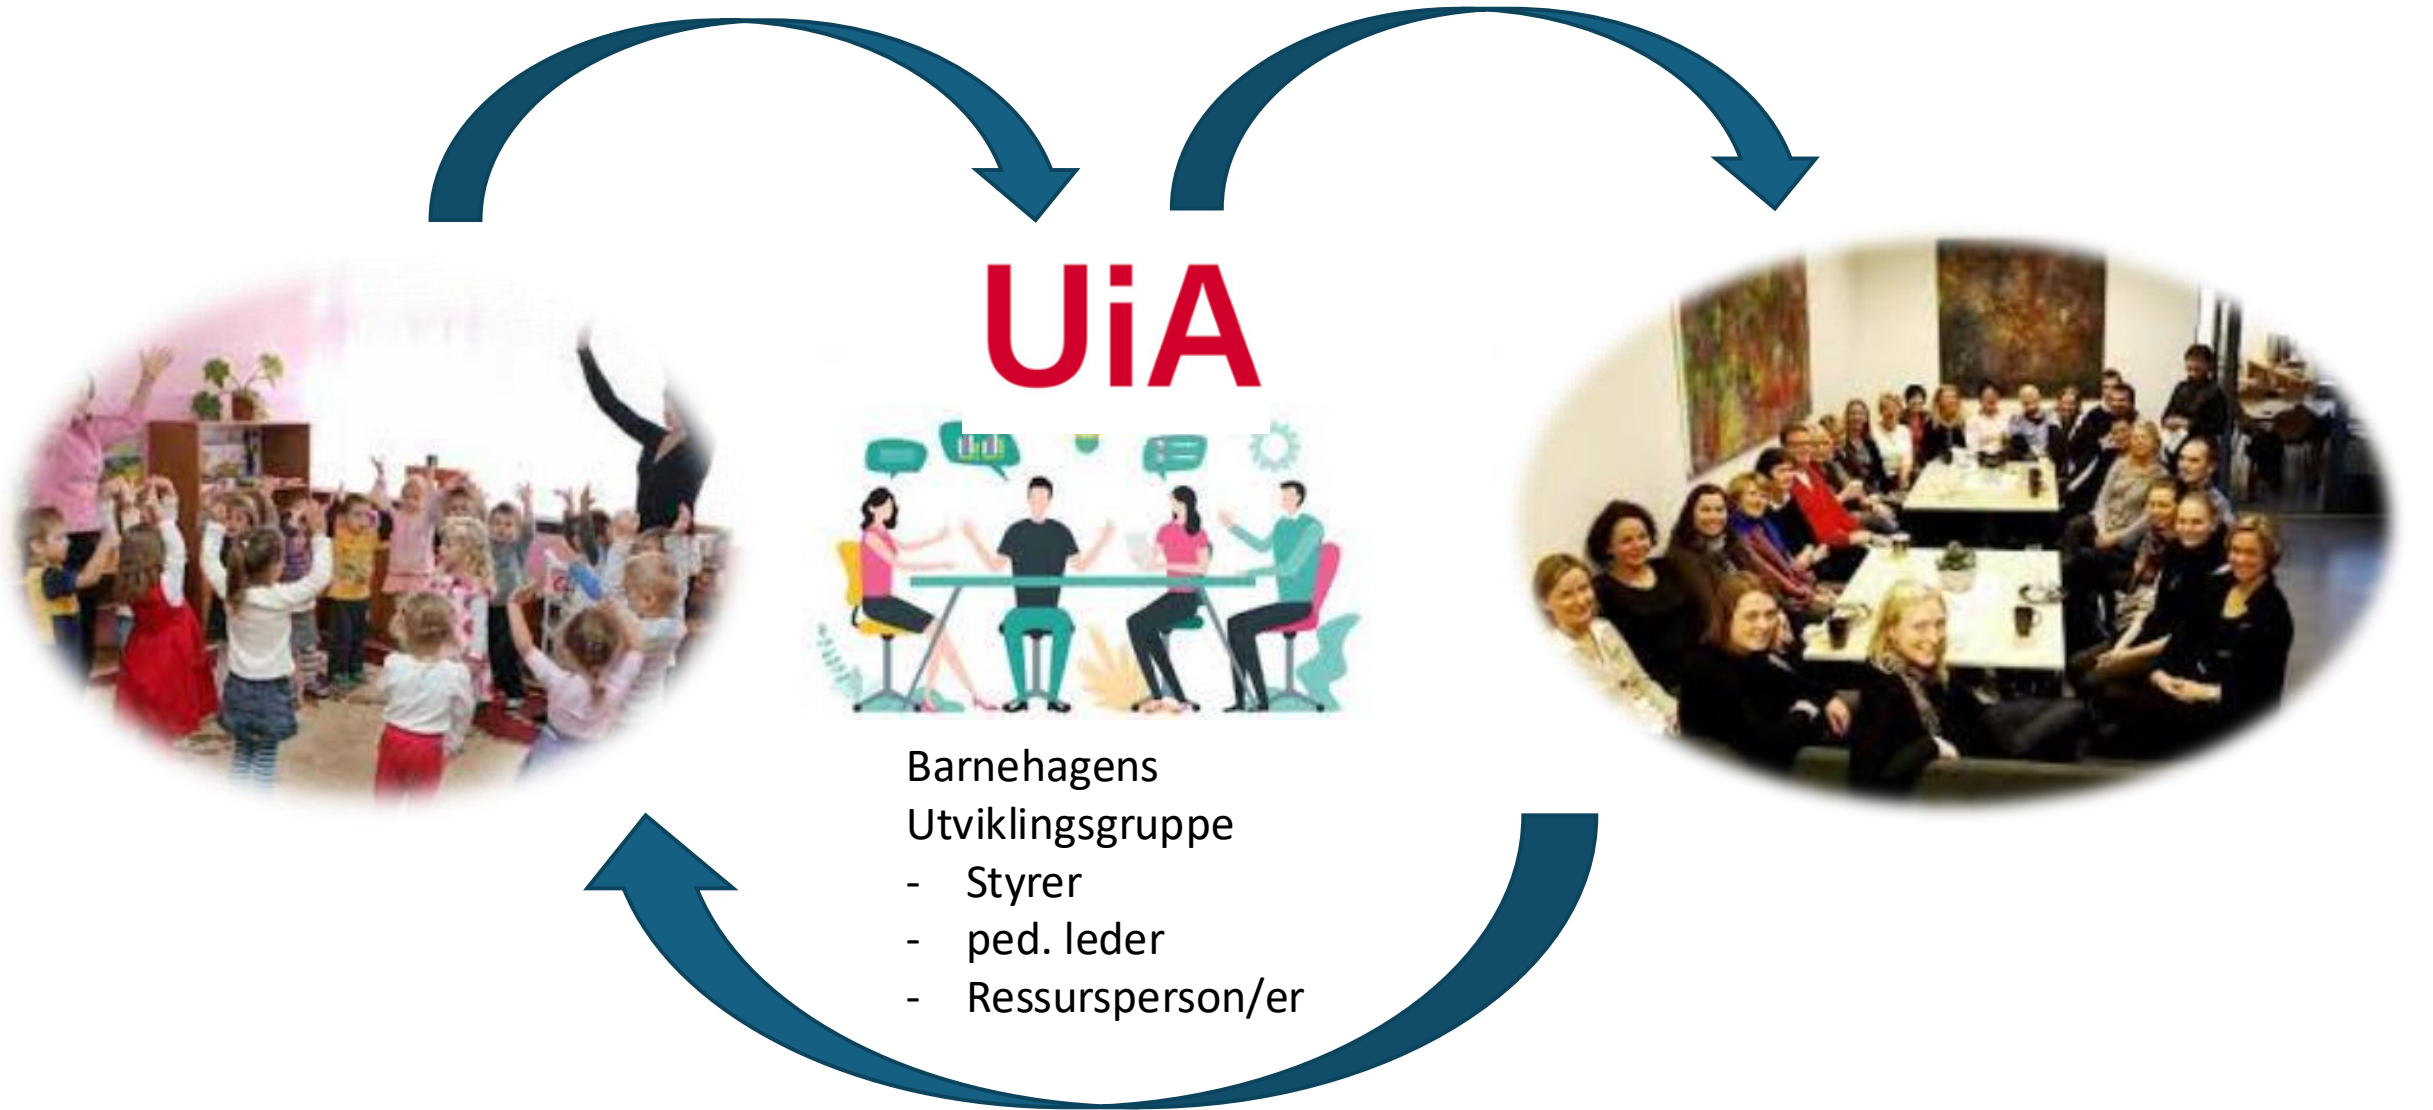 UiA
Barnehagens
Utviklingsgruppe
- Styrer
- ped. leder
- Ressursperson/er